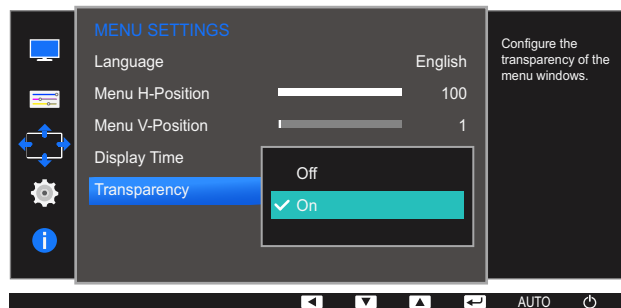 MENU SETTINGS
Language English
Menu H-Position 100
Menu V-Position 1
Display Time
Transparency
Off
On
Configure the
transparency of the
menu windows.
AUTO